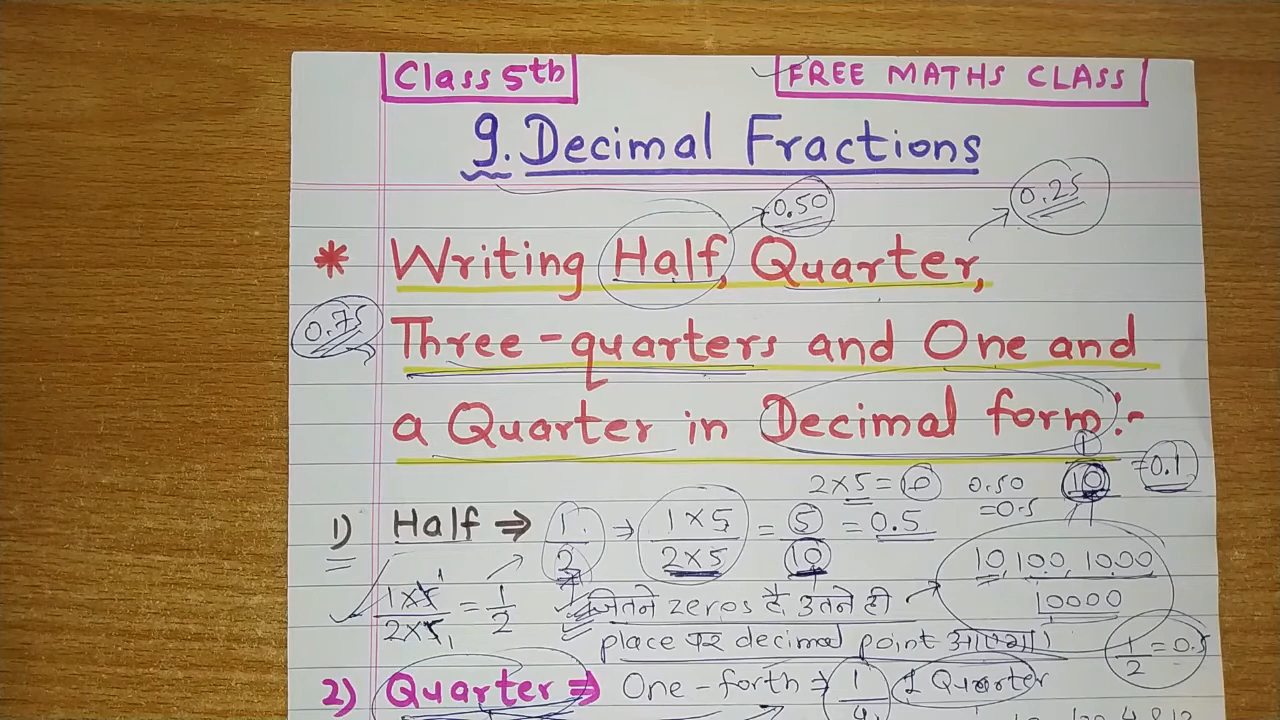 Class 5th
FREE MATHS CLASS
9. Decimal Fractions
0.50
0.25
* Writing Half, Quarter,
0.75
Three-quarters and One and
a Quarter in Decimal form:-
2×5=10
0.50
=0.5
1/10 =0.1
1) Half ⇒ 1/2 → 1×5/2×5 = 5/10 = 0.5
10, 100, 1000
10000
1×5/2×5 = 1/2
जितने zeros है उतने ही
place पर decimal point आएगा।
1/2 = 0.5
2) Quarter ⇒ One-forth ⇒ 1/4 1 Quarter